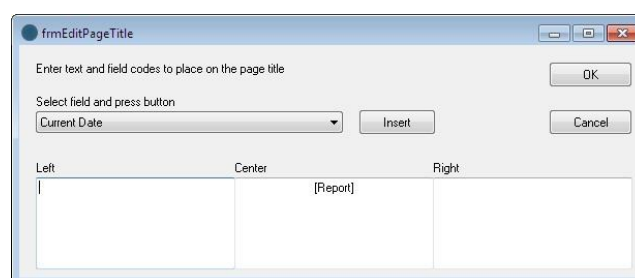 frmEditPageTitle
Enter text and field codes to place on the page title
OK
Select field and press button
Current Date
Insert
Cancel
Left
Center
Right
[Report]